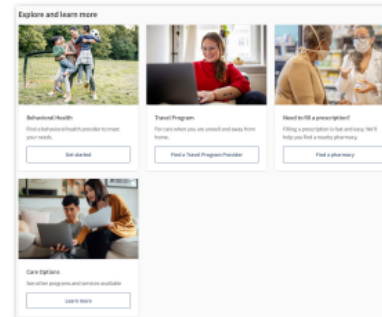 Explore and learn more
Behavioral Health
Find a behavioral health provider to meet
your needs.
Get started
Travel Program
For care when you are unwell and away from
home.
Find a Travel Program Provider
Need to fill a prescription?
Filling a prescription is fast and easy. We'll
help you find a nearby pharmacy.
Find a pharmacy
Care Options
See other programs and services available
Learn more